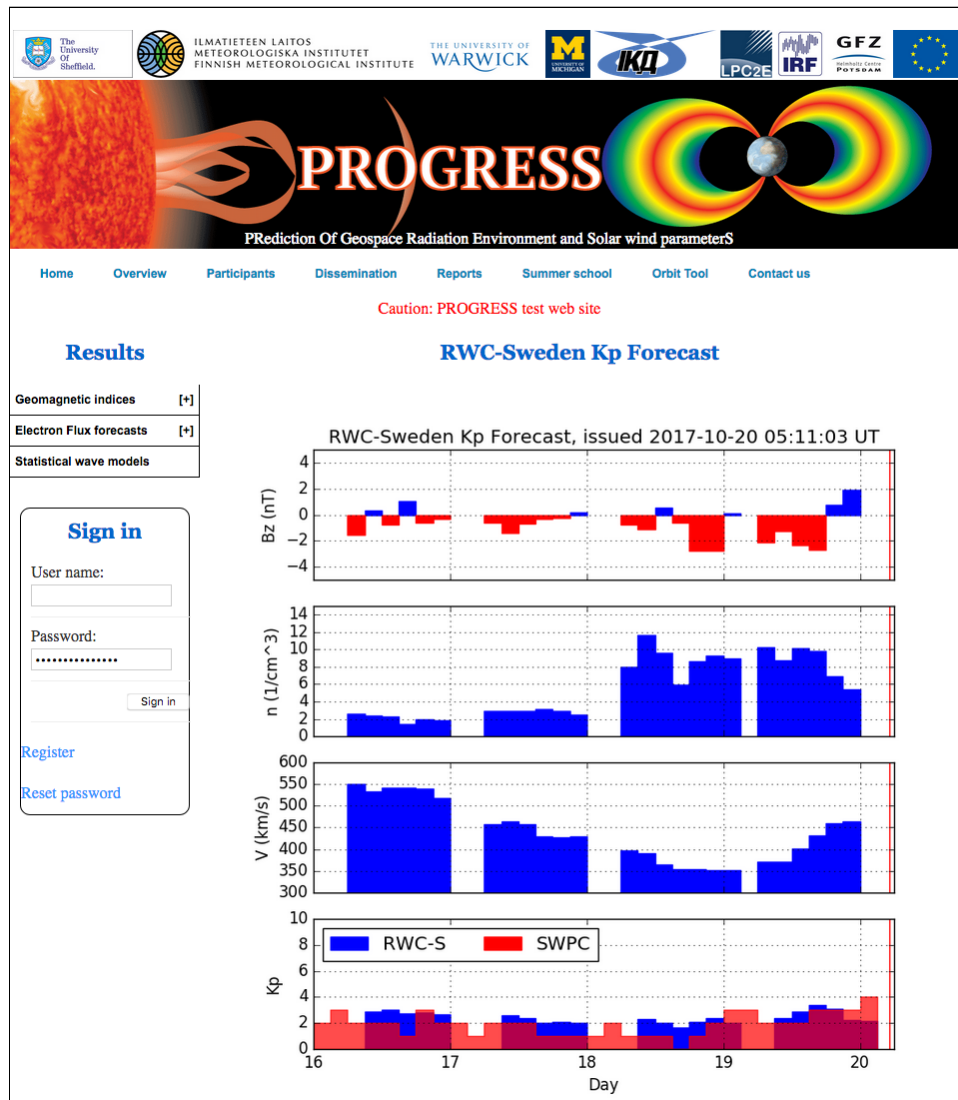 The
University
Of
Sheffield.
ILMATIETEEN LAITOS
METEOROLOGISKA INSTITUTET
FINNISH METEOROLOGICAL INSTITUTE
THE UNIVERSITY OF
WARWICK
M
UNIVERSITY OF
MICHIGAN
ІКД
LPC2E
IRF
GFZ
Helmholtz Centre
POTSDAM
PROGRESS
PRediction Of Geospace Radiation Environment and Solar wind parameterS
Home Overview Participants Dissemination Reports Summer school Orbit Tool Contact us
Caution: PROGRESS test web site
Results
Geomagnetic indices [+]
Electron Flux forecasts [+]
Statistical wave models
Sign in
User name:
Password:
•••••••••••••••
Sign in
Register
Reset password
RWC-Sweden Kp Forecast
RWC-Sweden Kp Forecast, issued 2017-10-20 05:11:03 UT
Bz (nT)
4
2
0
−2
−4
n (1/cm^3)
14
12
10
8
6
4
2
0
V (km/s)
600
550
500
450
400
350
300
Kp
10
8
6
4
2
0
RWC-S SWPC
16 17 18 19 20
Day